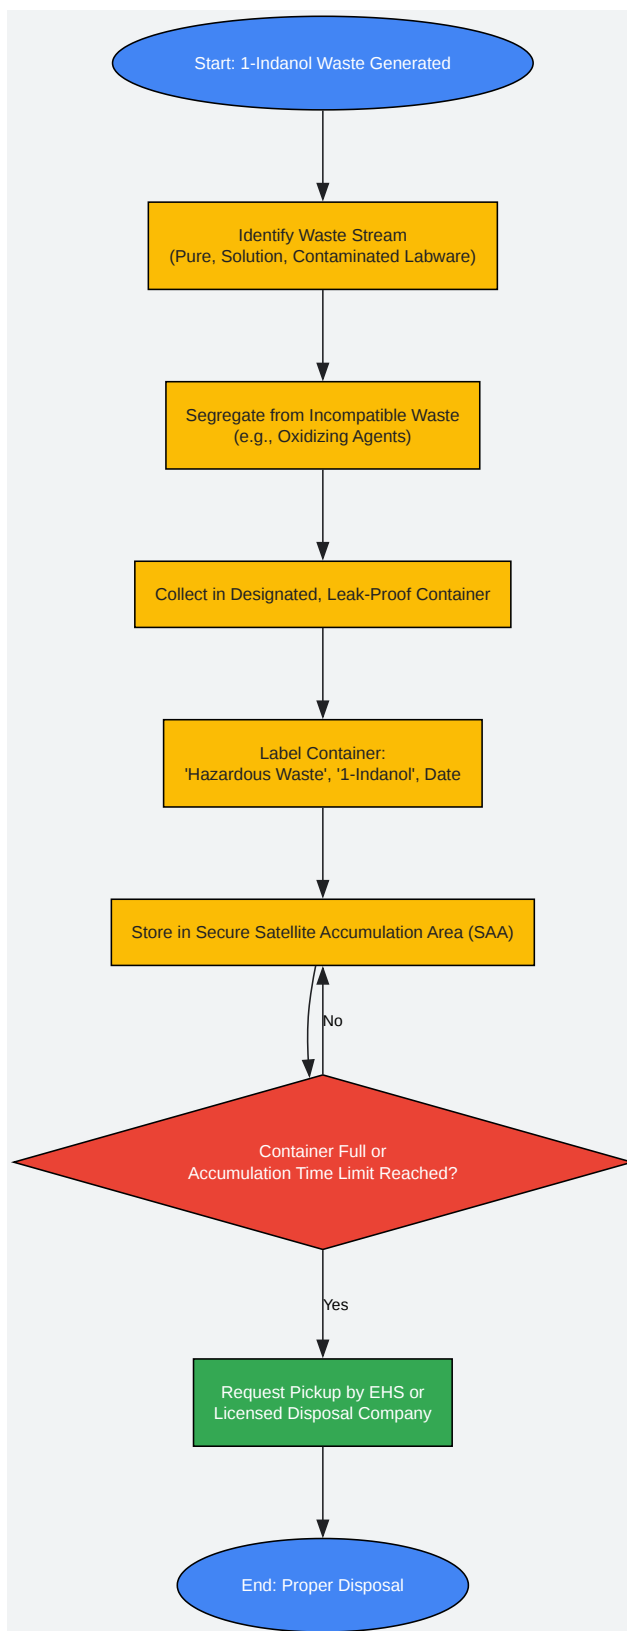 Start: 1-Indanol Waste Generated
Identify Waste Stream
(Pure, Solution, Contaminated Labware)
Segregate from Incompatible Waste
(e.g., Oxidizing Agents)
Collect in Designated, Leak-Proof Container
Label Container:
'Hazardous Waste', '1-Indanol', Date
Store in Secure Satellite Accumulation Area (SAA)
No
Container Full or
Accumulation Time Limit Reached?
Yes
Request Pickup by EHS or
Licensed Disposal Company
End: Proper Disposal